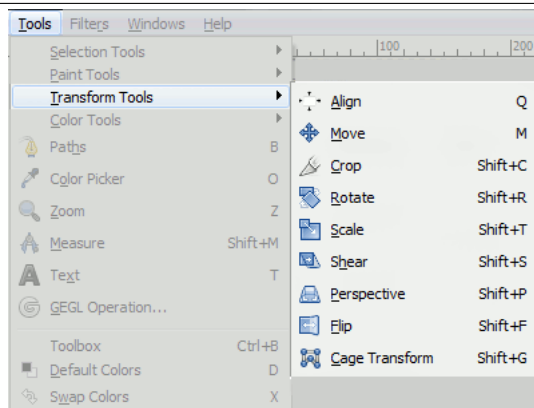 Tools Filters Windows Help
100 200
Selection Tools
Paint Tools
Transform Tools
Color Tools
Paths B
Color Picker O
Zoom Z
Measure Shift+M
Text T
GEGL Operation...
Toolbox Ctrl+B
Default Colors D
Swap Colors X
Align Q
Move M
Crop Shift+C
Rotate Shift+R
Scale Shift+T
Shear Shift+S
Perspective Shift+P
Flip Shift+F
Cage Transform Shift+G